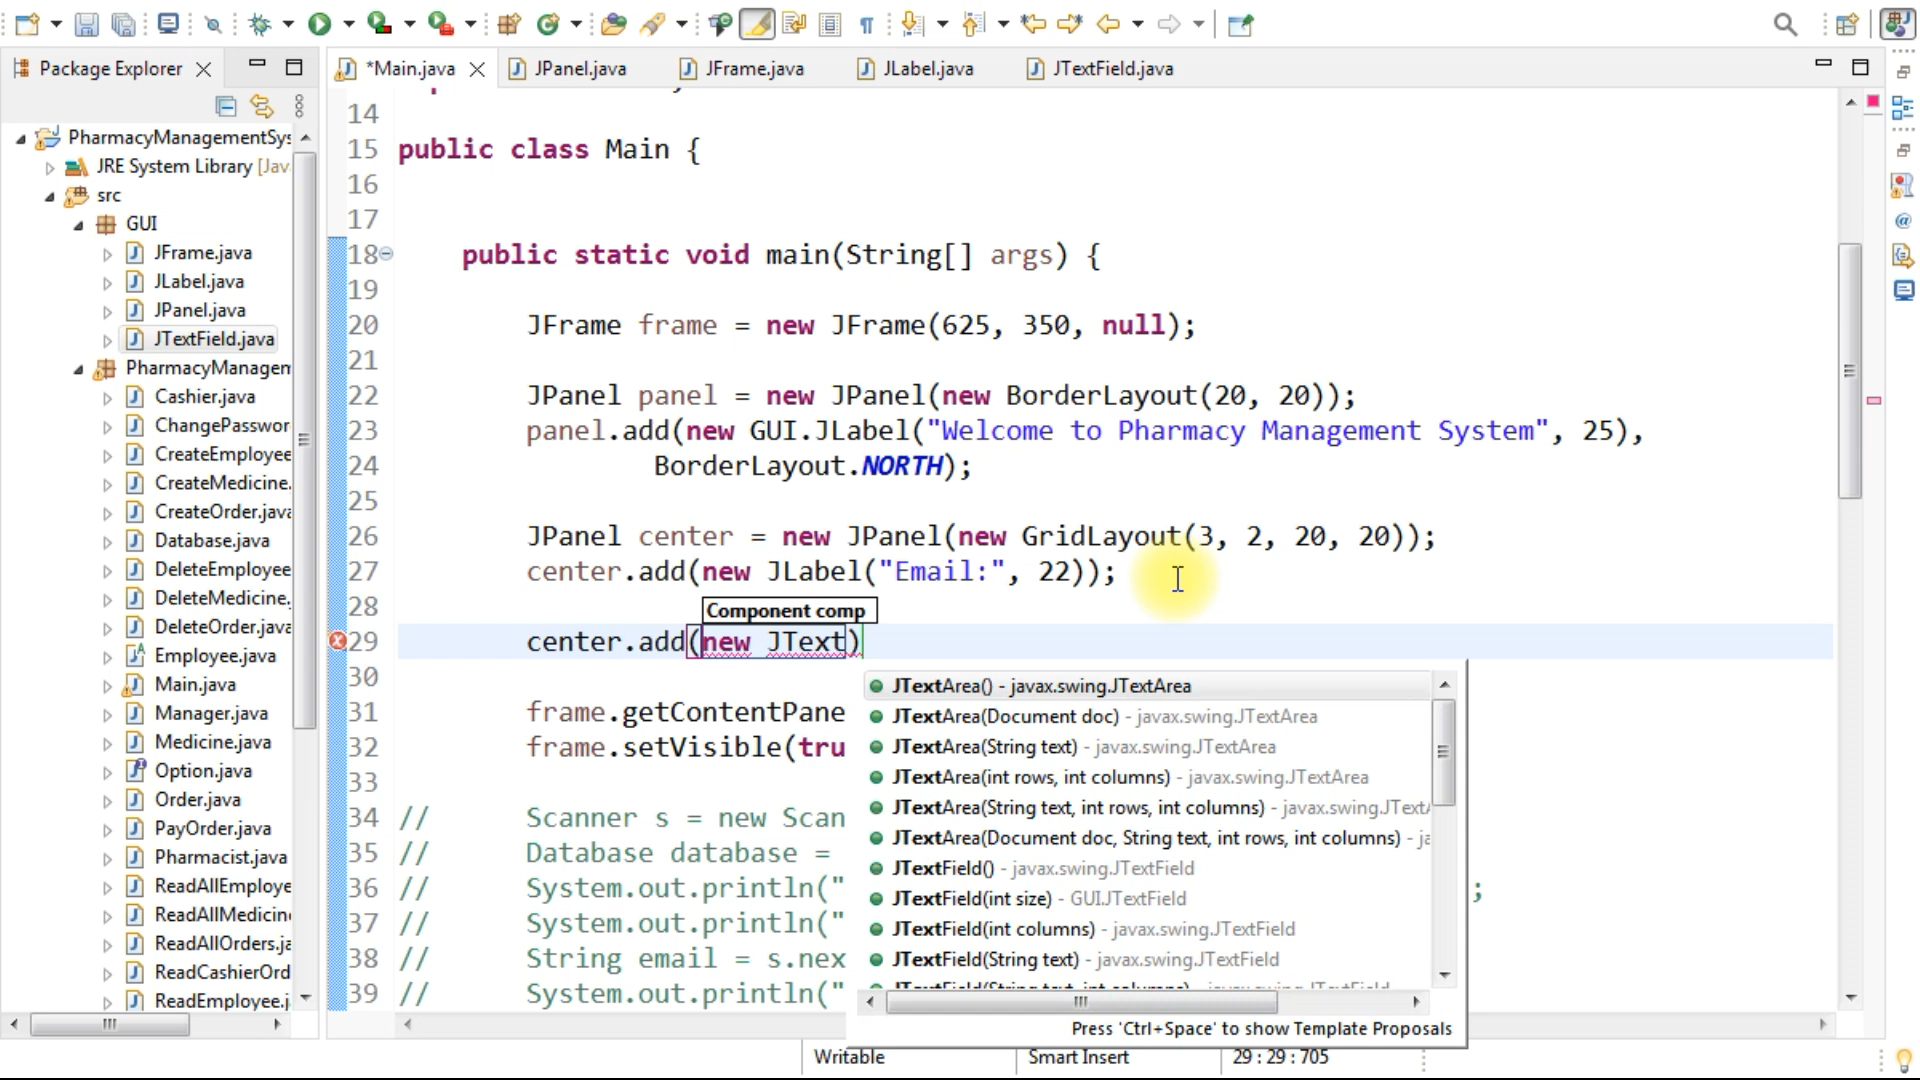 Package Explorer
*Main.java
JPanel.java
JFrame.java
JLabel.java
JTextField.java
PharmacyManagementSys
JRE System Library [Jav
src
GUI
JFrame.java
JLabel.java
JPanel.java
JTextField.java
PharmacyManagem
Cashier.java
ChangePasswor
CreateEmployee
CreateMedicine.
CreateOrder.java
Database.java
DeleteEmployee
DeleteMedicine.
DeleteOrder.java
Employee.java
Main.java
Manager.java
Medicine.java
Option.java
Order.java
PayOrder.java
Pharmacist.java
ReadAllEmploye
ReadAllMedicin
ReadAllOrders.ja
ReadCashierOrd
ReadEmployee.j
14
15 public class Main {
16
17
18 public static void main(String[] args) {
19
20 JFrame frame = new JFrame(625, 350, null);
21
22 JPanel panel = new JPanel(new BorderLayout(20, 20));
23 panel.add(new GUI.JLabel("Welcome to Pharmacy Management System", 25),
24 BorderLayout.NORTH);
25
26 JPanel center = new JPanel(new GridLayout(3, 2, 20, 20));
27 center.add(new JLabel("Email:", 22));
28
Component comp
29 center.add(new JText)
30
31 frame.getContentPane
32 frame.setVisible(tru
33
34 // Scanner s = new Scan
35 // Database database =
36 // System.out.println(" ;
37 // System.out.println("
38 // String email = s.nex
39 // System.out.println("
JTextArea() - javax.swing.JTextArea
JTextArea(Document doc) - javax.swing.JTextArea
JTextArea(String text) - javax.swing.JTextArea
JTextArea(int rows, int columns) - javax.swing.JTextArea
JTextArea(String text, int rows, int columns) - javax.swing.JTextA
JTextArea(Document doc, String text, int rows, int columns) - ja
JTextField() - javax.swing.JTextField
JTextField(int size) - GUI.JTextField
JTextField(int columns) - javax.swing.JTextField
JTextField(String text) - javax.swing.JTextField
Press 'Ctrl+Space' to show Template Proposals
Writable
Smart Insert
29 : 29 : 705